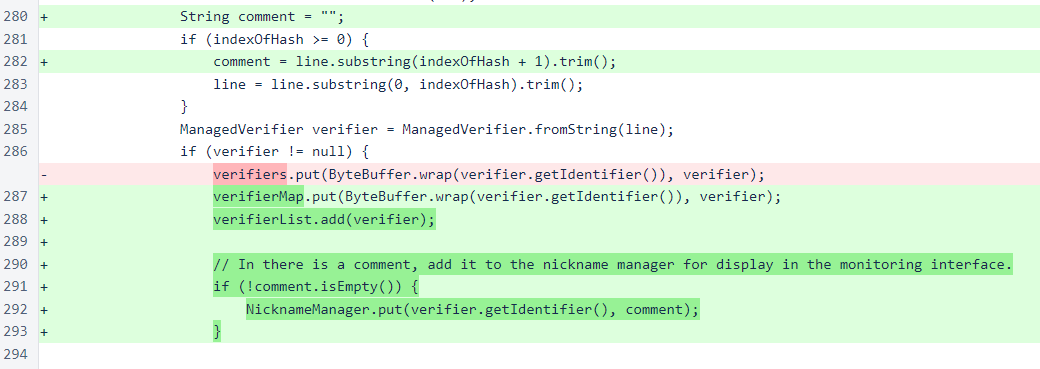 280 + String comment = "";
281 if (indexOfHash >= 0) {
282 + comment = line.substring(indexOfHash + 1).trim();
283 line = line.substring(0, indexOfHash).trim();
284 }
285 ManagedVerifier verifier = ManagedVerifier.fromString(line);
286 if (verifier != null) {
- verifiers.put(ByteBuffer.wrap(verifier.getIdentifier()), verifier);
287 + verifierMap.put(ByteBuffer.wrap(verifier.getIdentifier()), verifier);
288 + verifierList.add(verifier);
289 +
290 + // In there is a comment, add it to the nickname manager for display in the monitoring interface.
291 + if (!comment.isEmpty()) {
292 + NicknameManager.put(verifier.getIdentifier(), comment);
293 + }
294